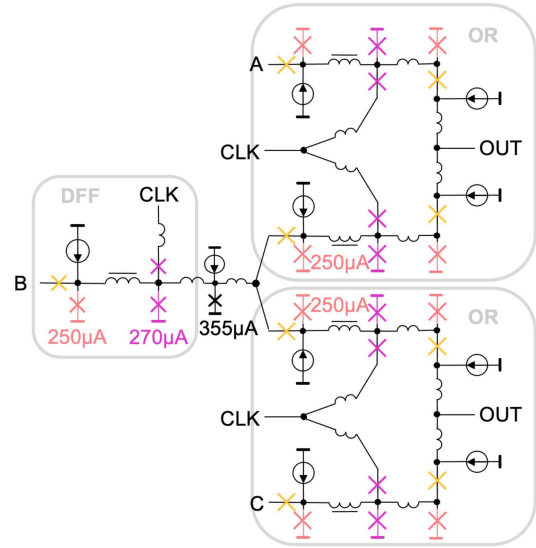 OR
A
CLK
OUT
DFF
CLK
250µA
B
250µA
270µA
355µA
250µA
OR
CLK
OUT
C